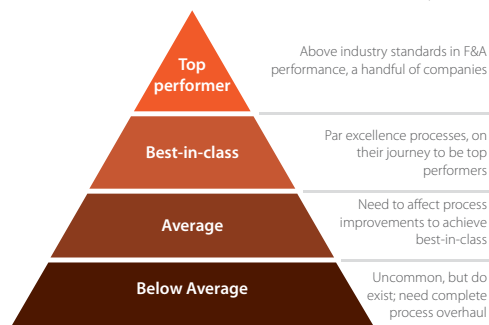 Top
performer
Above industry standards in F&A
performance, a handful of companies
Best-in-class
Par excellence processes, on
their journey to be top
performers
Average
Need to affect process
improvements to achieve
best-in-class
Below Average
Uncommon, but do
exist; need complete
process overhaul